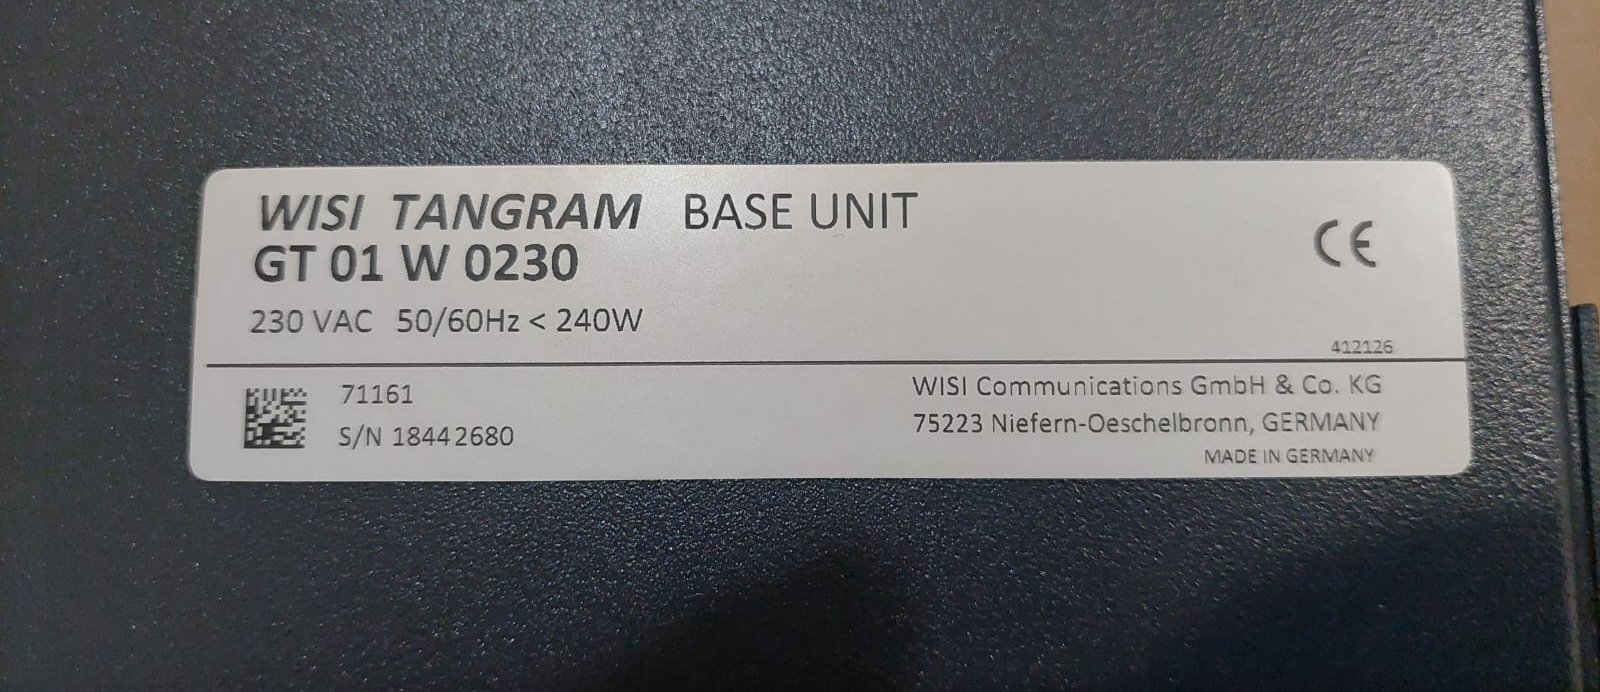 WISI TANGRAM BASE UNIT
GT 01 W 0230
CE
230 VAC 50/60Hz < 240W
412126
71161
S/N 18442680
WISI Communications GmbH & Co. KG
75223 Niefern-Oeschelbronn, GERMANY
MADE IN GERMANY